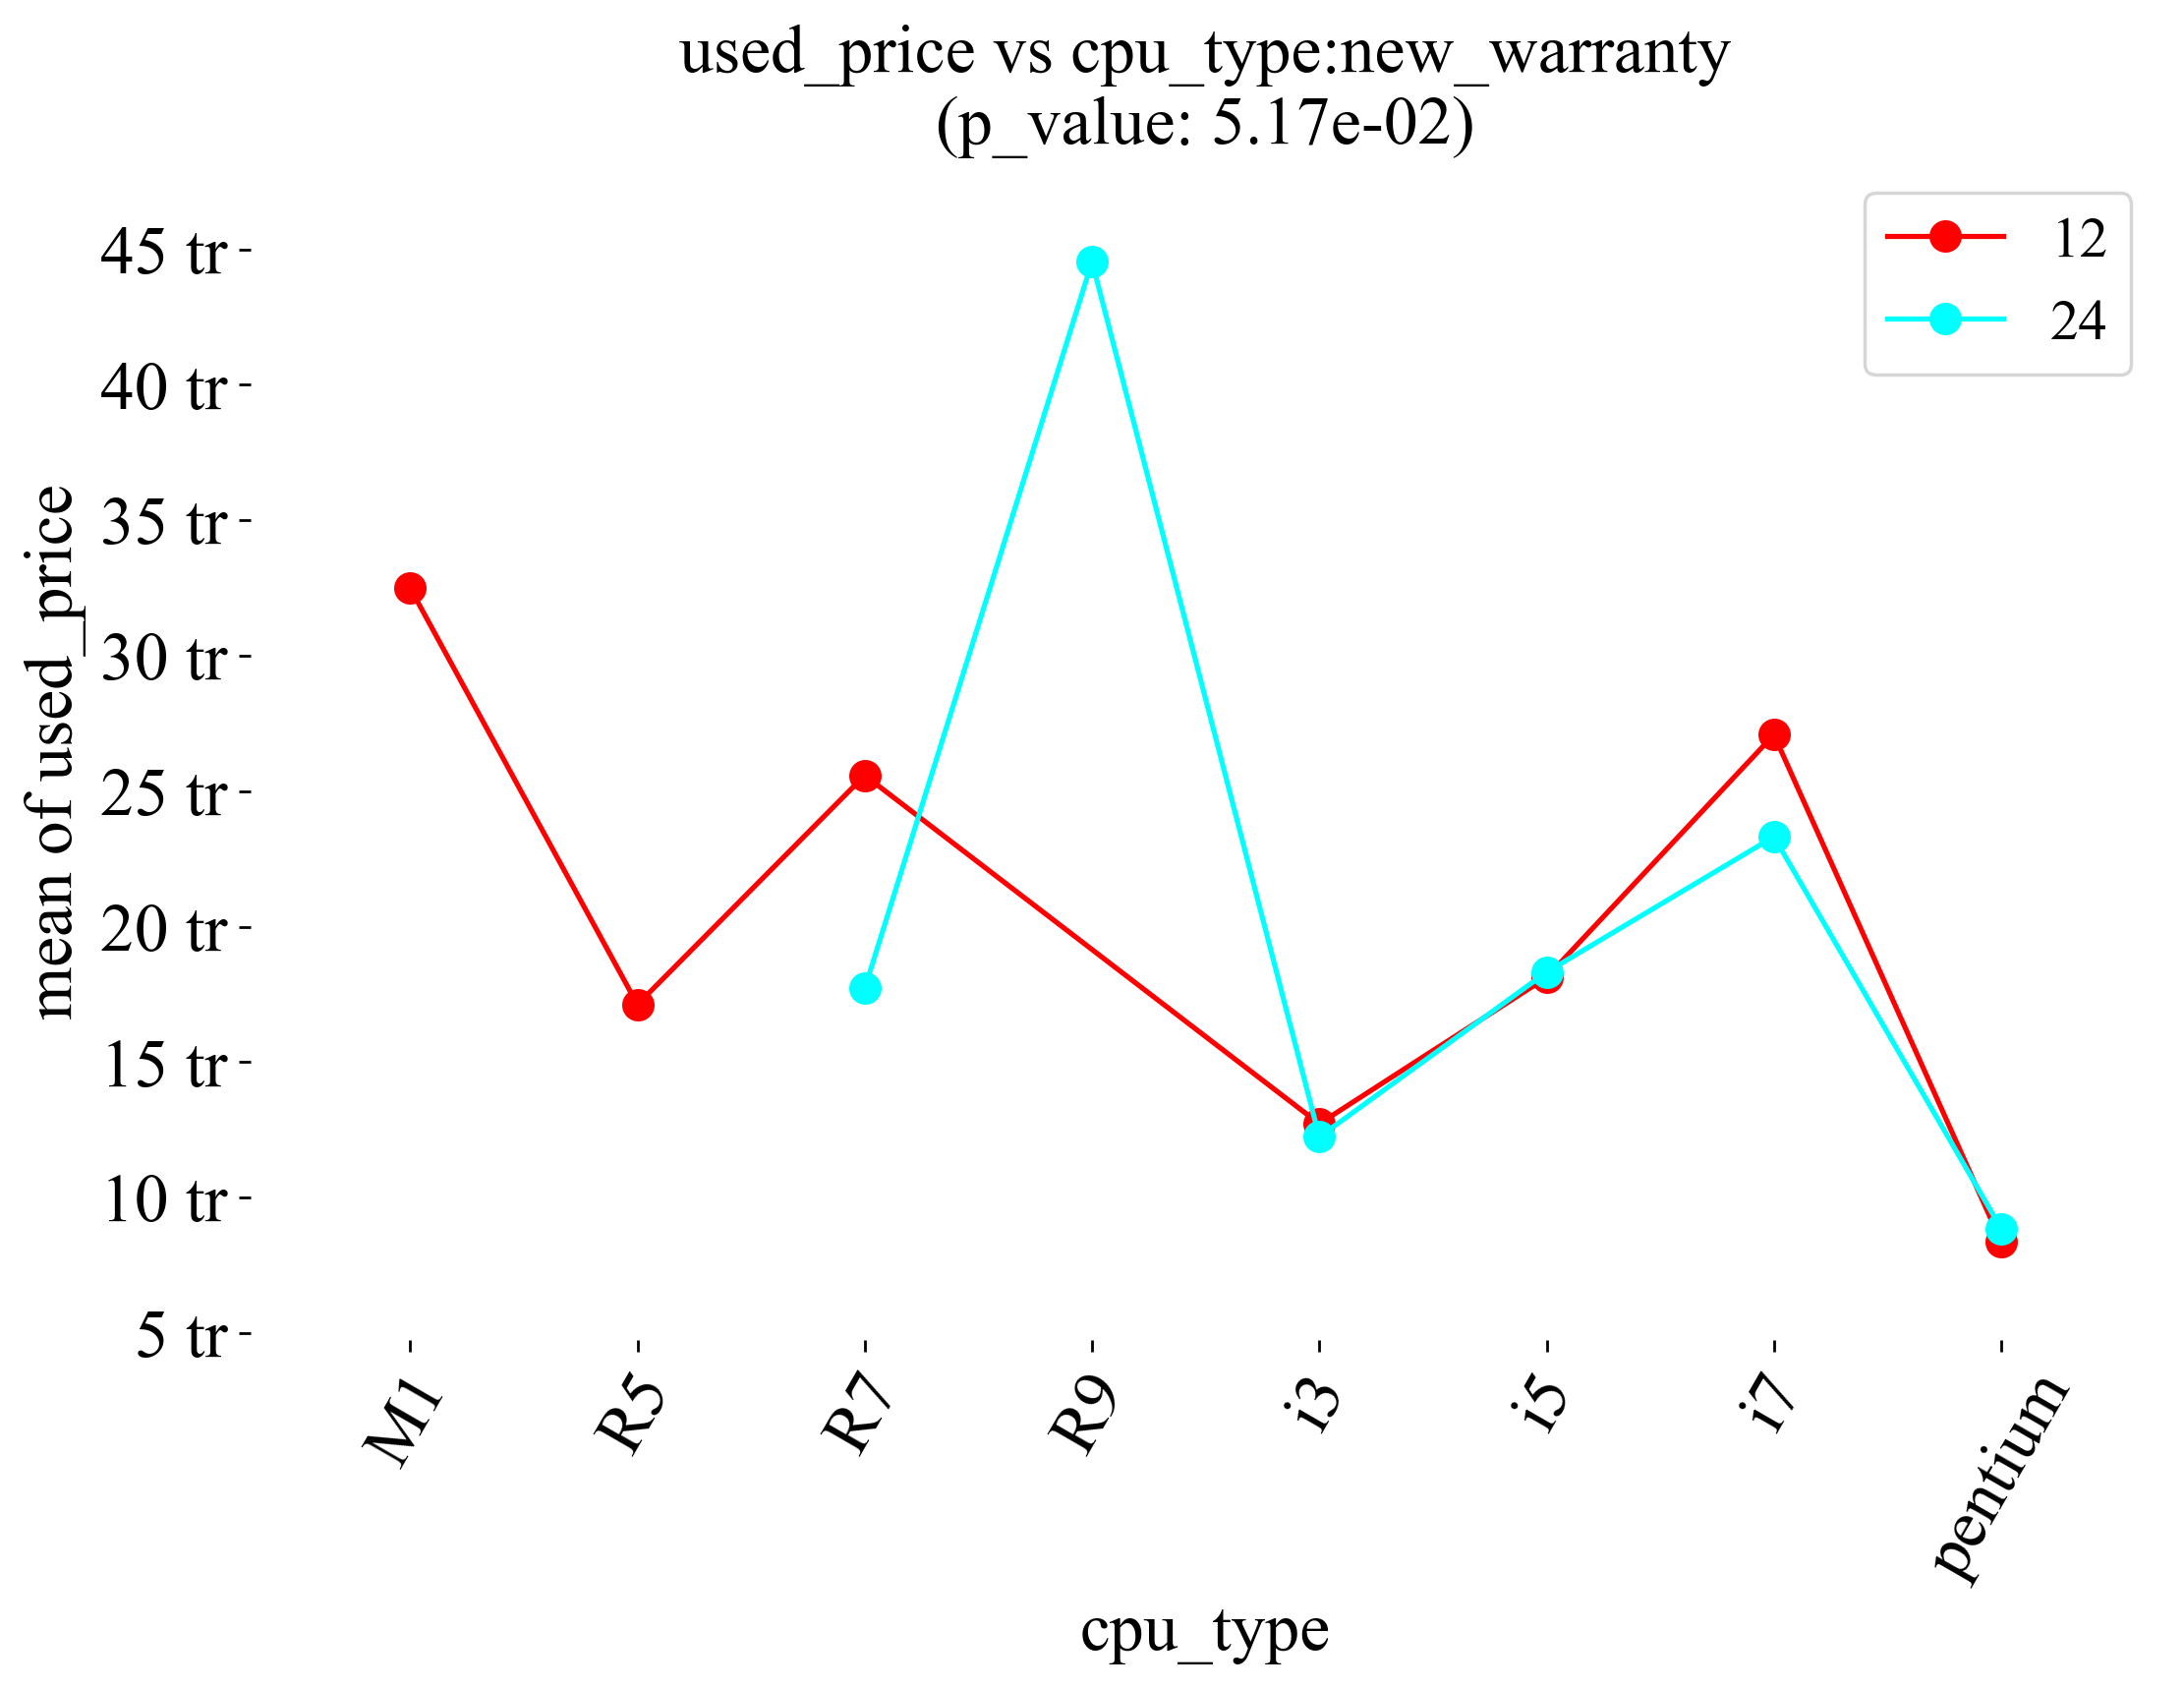 used_price vs cpu_type:new_warranty
(p_value: 5.17e-02)
12
24
45 tr
40 tr
35 tr
30 tr
25 tr
20 tr
15 tr
10 tr
5 tr
mean of used_price
M1
R5
R7
R9
i3
i5
i7
pentium
cpu_type